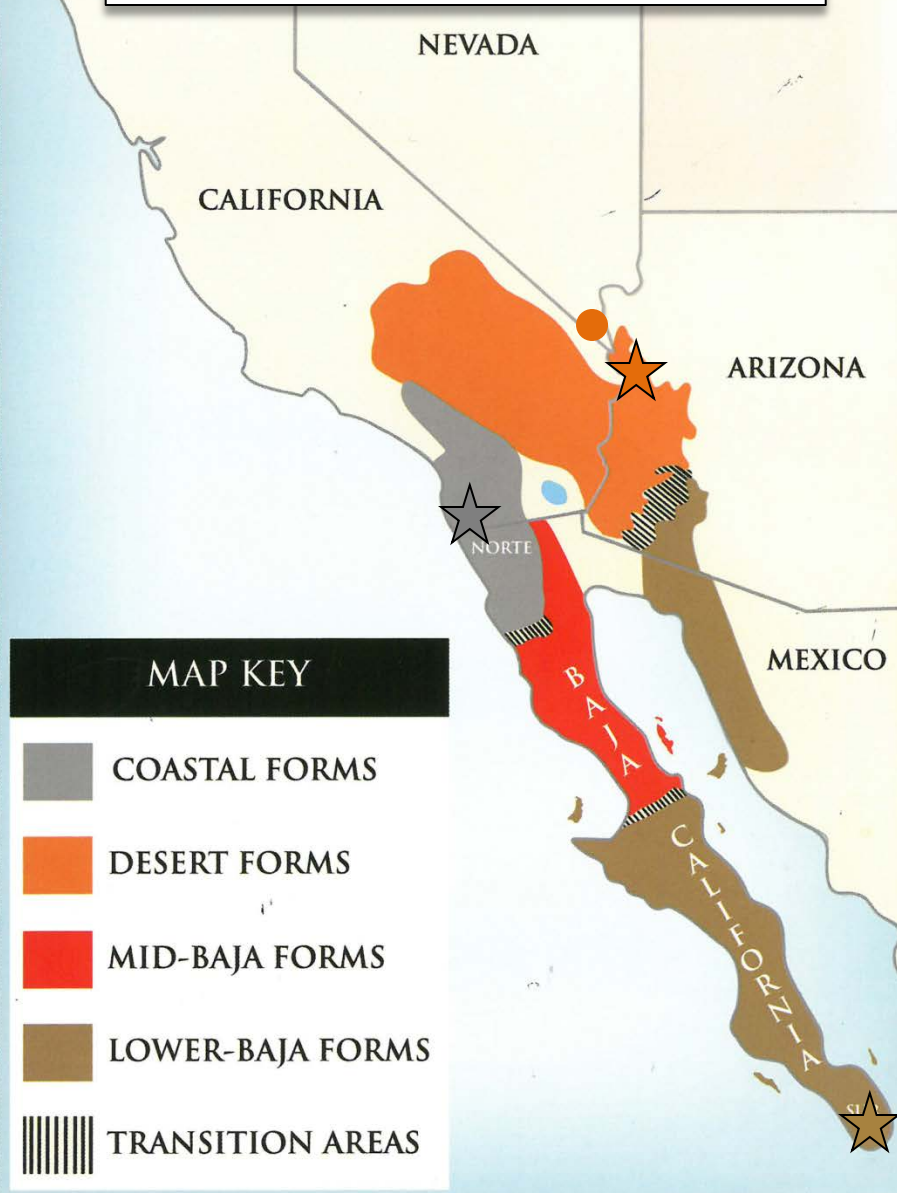 NEVADA
CALIFORNIA
ARIZONA
NORTE
MEXICO
BAJA
CALIFORNIA
MAP KEY
COASTAL FORMS
DESERT FORMS
MID-BAJA FORMS
LOWER-BAJA FORMS
TRANSITION AREAS